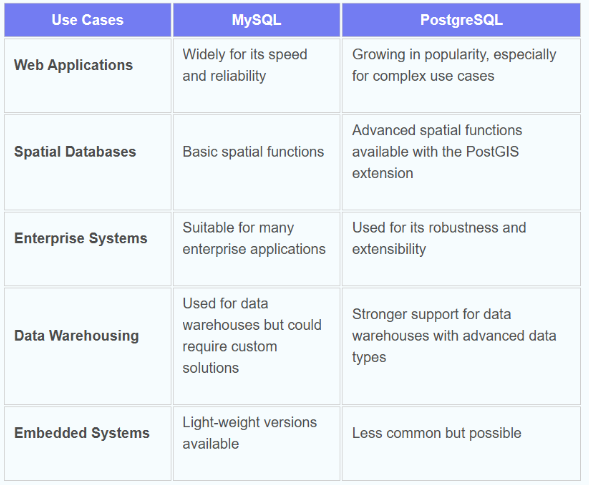 Use Cases
MySQL
PostgreSQL
Web Applications
Widely for its speed
and reliability
Growing in popularity, especially
for complex use cases
Spatial Databases
Basic spatial functions
Advanced spatial functions
available with the PostGIS
extension
Enterprise Systems
Suitable for many
enterprise applications
Used for its robustness and
extensibility
Data Warehousing
Used for data
warehouses but could
require custom
solutions
Stronger support for data
warehouses with advanced data
types
Embedded Systems
Light-weight versions
available
Less common but possible